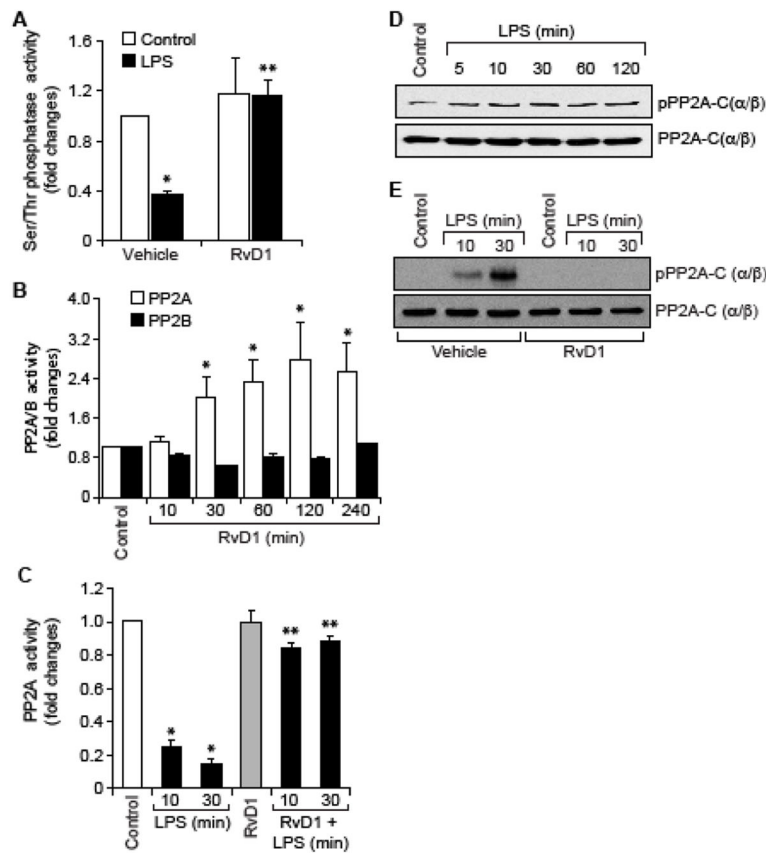 A
Ser/Thr phosphatase activity
(fold changes)
1.6
1.2
0.8
0.4
0
Control
LPS
*
**
Vehicle
RvD1
B
PP2A/B activity
(fold changes)
4.0
3.2
2.4
1.6
0.8
0
PP2A
PP2B
*
*
*
*
Control
10
30
60
120
240
RvD1 (min)
C
PP2A activity
(fold changes)
1.2
1.0
0.8
0.6
0.4
0.2
0
*
*
**
**
Control
10
30
LPS (min)
RvD1
10
30
RvD1 +
LPS (min)
D
Control
LPS (min)
5
10
30
60
120
pPP2A-C(α/β)
PP2A-C(α/β)
E
Control
LPS (min)
10
30
Control
LPS (min)
10
30
pPP2A-C (α/β)
PP2A-C (α/β)
Vehicle
RvD1